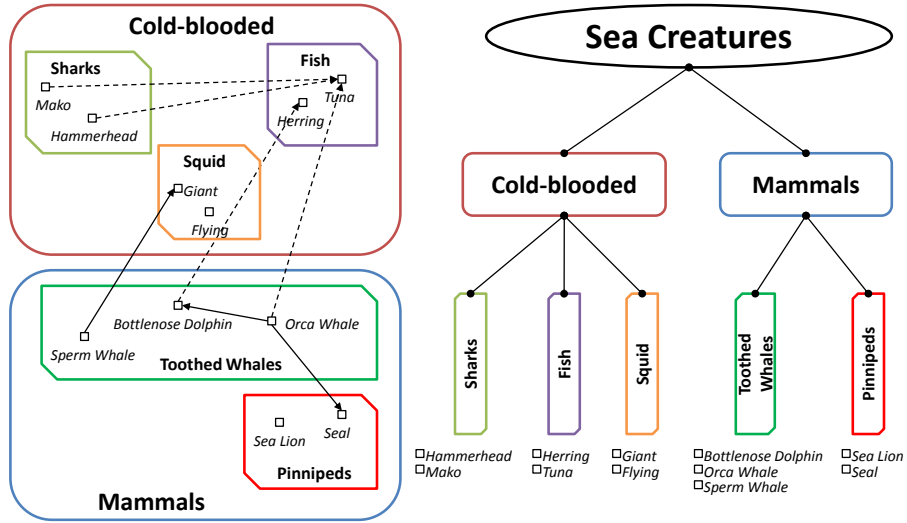 Cold-blooded
Sharks
Mako
Hammerhead
Fish
Tuna
Herring
Squid
Giant
Flying
Bottlenose Dolphin
Orca Whale
Sperm Whale
Toothed Whales
Sea Lion
Seal
Pinnipeds
Mammals
Sea Creatures
Cold-blooded
Mammals
Sharks
Fish
Squid
Toothed
Whales
Pinnipeds
Hammerhead
Mako
Herring
Tuna
Giant
Flying
Bottlenose Dolphin
Orca Whale
Sperm Whale
Sea Lion
Seal